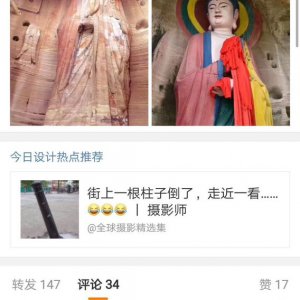 今日设计热点推荐
街上一根柱子倒了，走近一看……
😂😂😂 丨 摄影师
@全球摄影精选集
转发 147 评论 34 赞 17